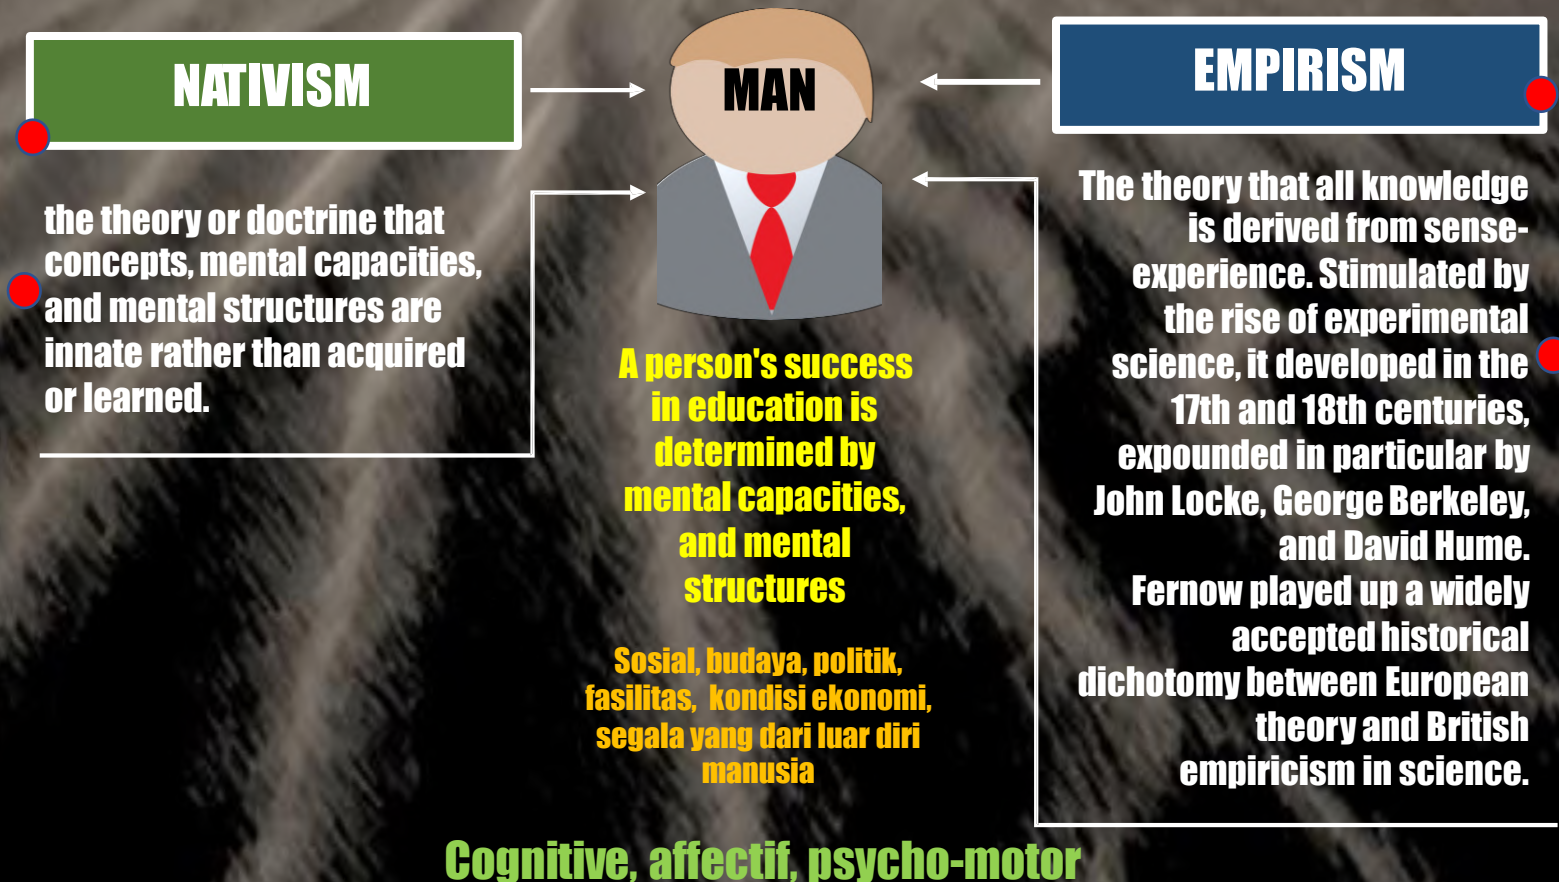 NATIVISM
the theory or doctrine that
concepts, mental capacities,
and mental structures are
innate rather than acquired
or learned.
MAN
A person's success
in education is
determined by
mental capacities,
and mental
structures
Sosial, budaya, politik,
fasilitas, kondisi ekonomi,
segala yang dari luar diri
manusia
EMPIRISM
The theory that all knowledge
is derived from sense-
experience. Stimulated by
the rise of experimental
science, it developed in the
17th and 18th centuries,
expounded in particular by
John Locke, George Berkeley,
and David Hume.
Fernow played up a widely
accepted historical
dichotomy between European
theory and British
empiricism in science.
Cognitive, affectif, psycho-motor